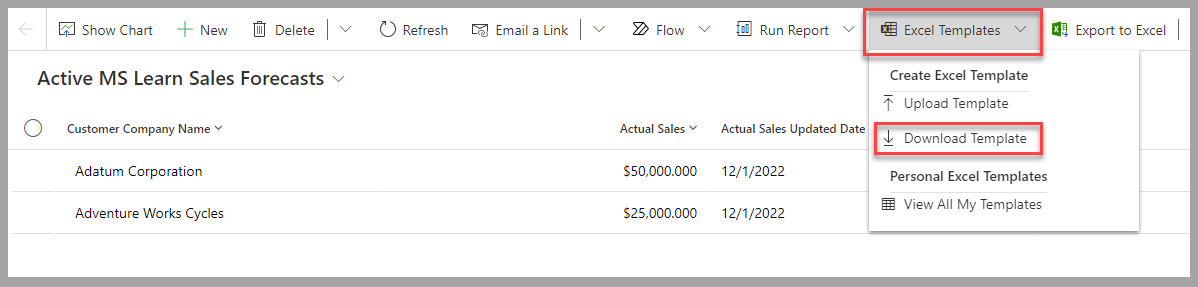 Show Chart New Delete Refresh Email a Link Flow Run Report Excel Templates Export to Excel
Active MS Learn Sales Forecasts
Customer Company Name Actual Sales Actual Sales Updated Date
Adatum Corporation $50,000.000 12/1/2022
Adventure Works Cycles $25,000.000 12/1/2022
Create Excel Template
Upload Template
Download Template
Personal Excel Templates
View All My Templates